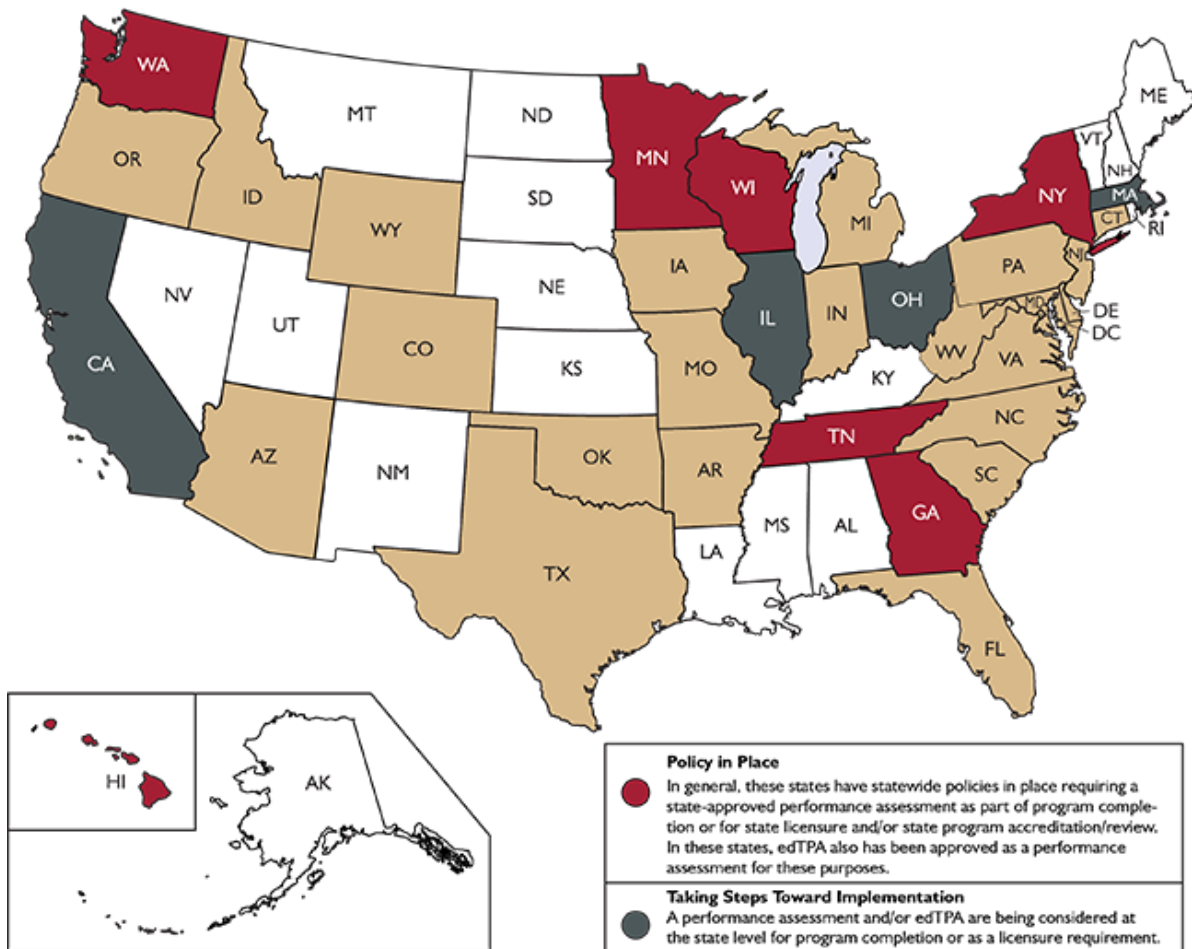 WA
MT
ND
MN
ME
VT
NH
OR
ID
SD
WI
NY
MA
WY
MI
CT
RI
IA
PA
NJ
NV
NE
OH
MD
DE
UT
IL
IN
DC
CA
CO
WV
VA
KS
MO
KY
TN
NC
AZ
OK
AR
SC
NM
MS
AL
GA
LA
TX
FL
HI
AK
Policy in Place
In general, these states have statewide policies in place requiring a
state-approved performance assessment as part of program comple-
tion or for state licensure and/or state program accreditation/review.
In these states, edTPA also has been approved as a performance
assessment for these purposes.
Taking Steps Toward Implementation
A performance assessment and/or edTPA are being considered at
the state level for program completion or as a licensure requirement.